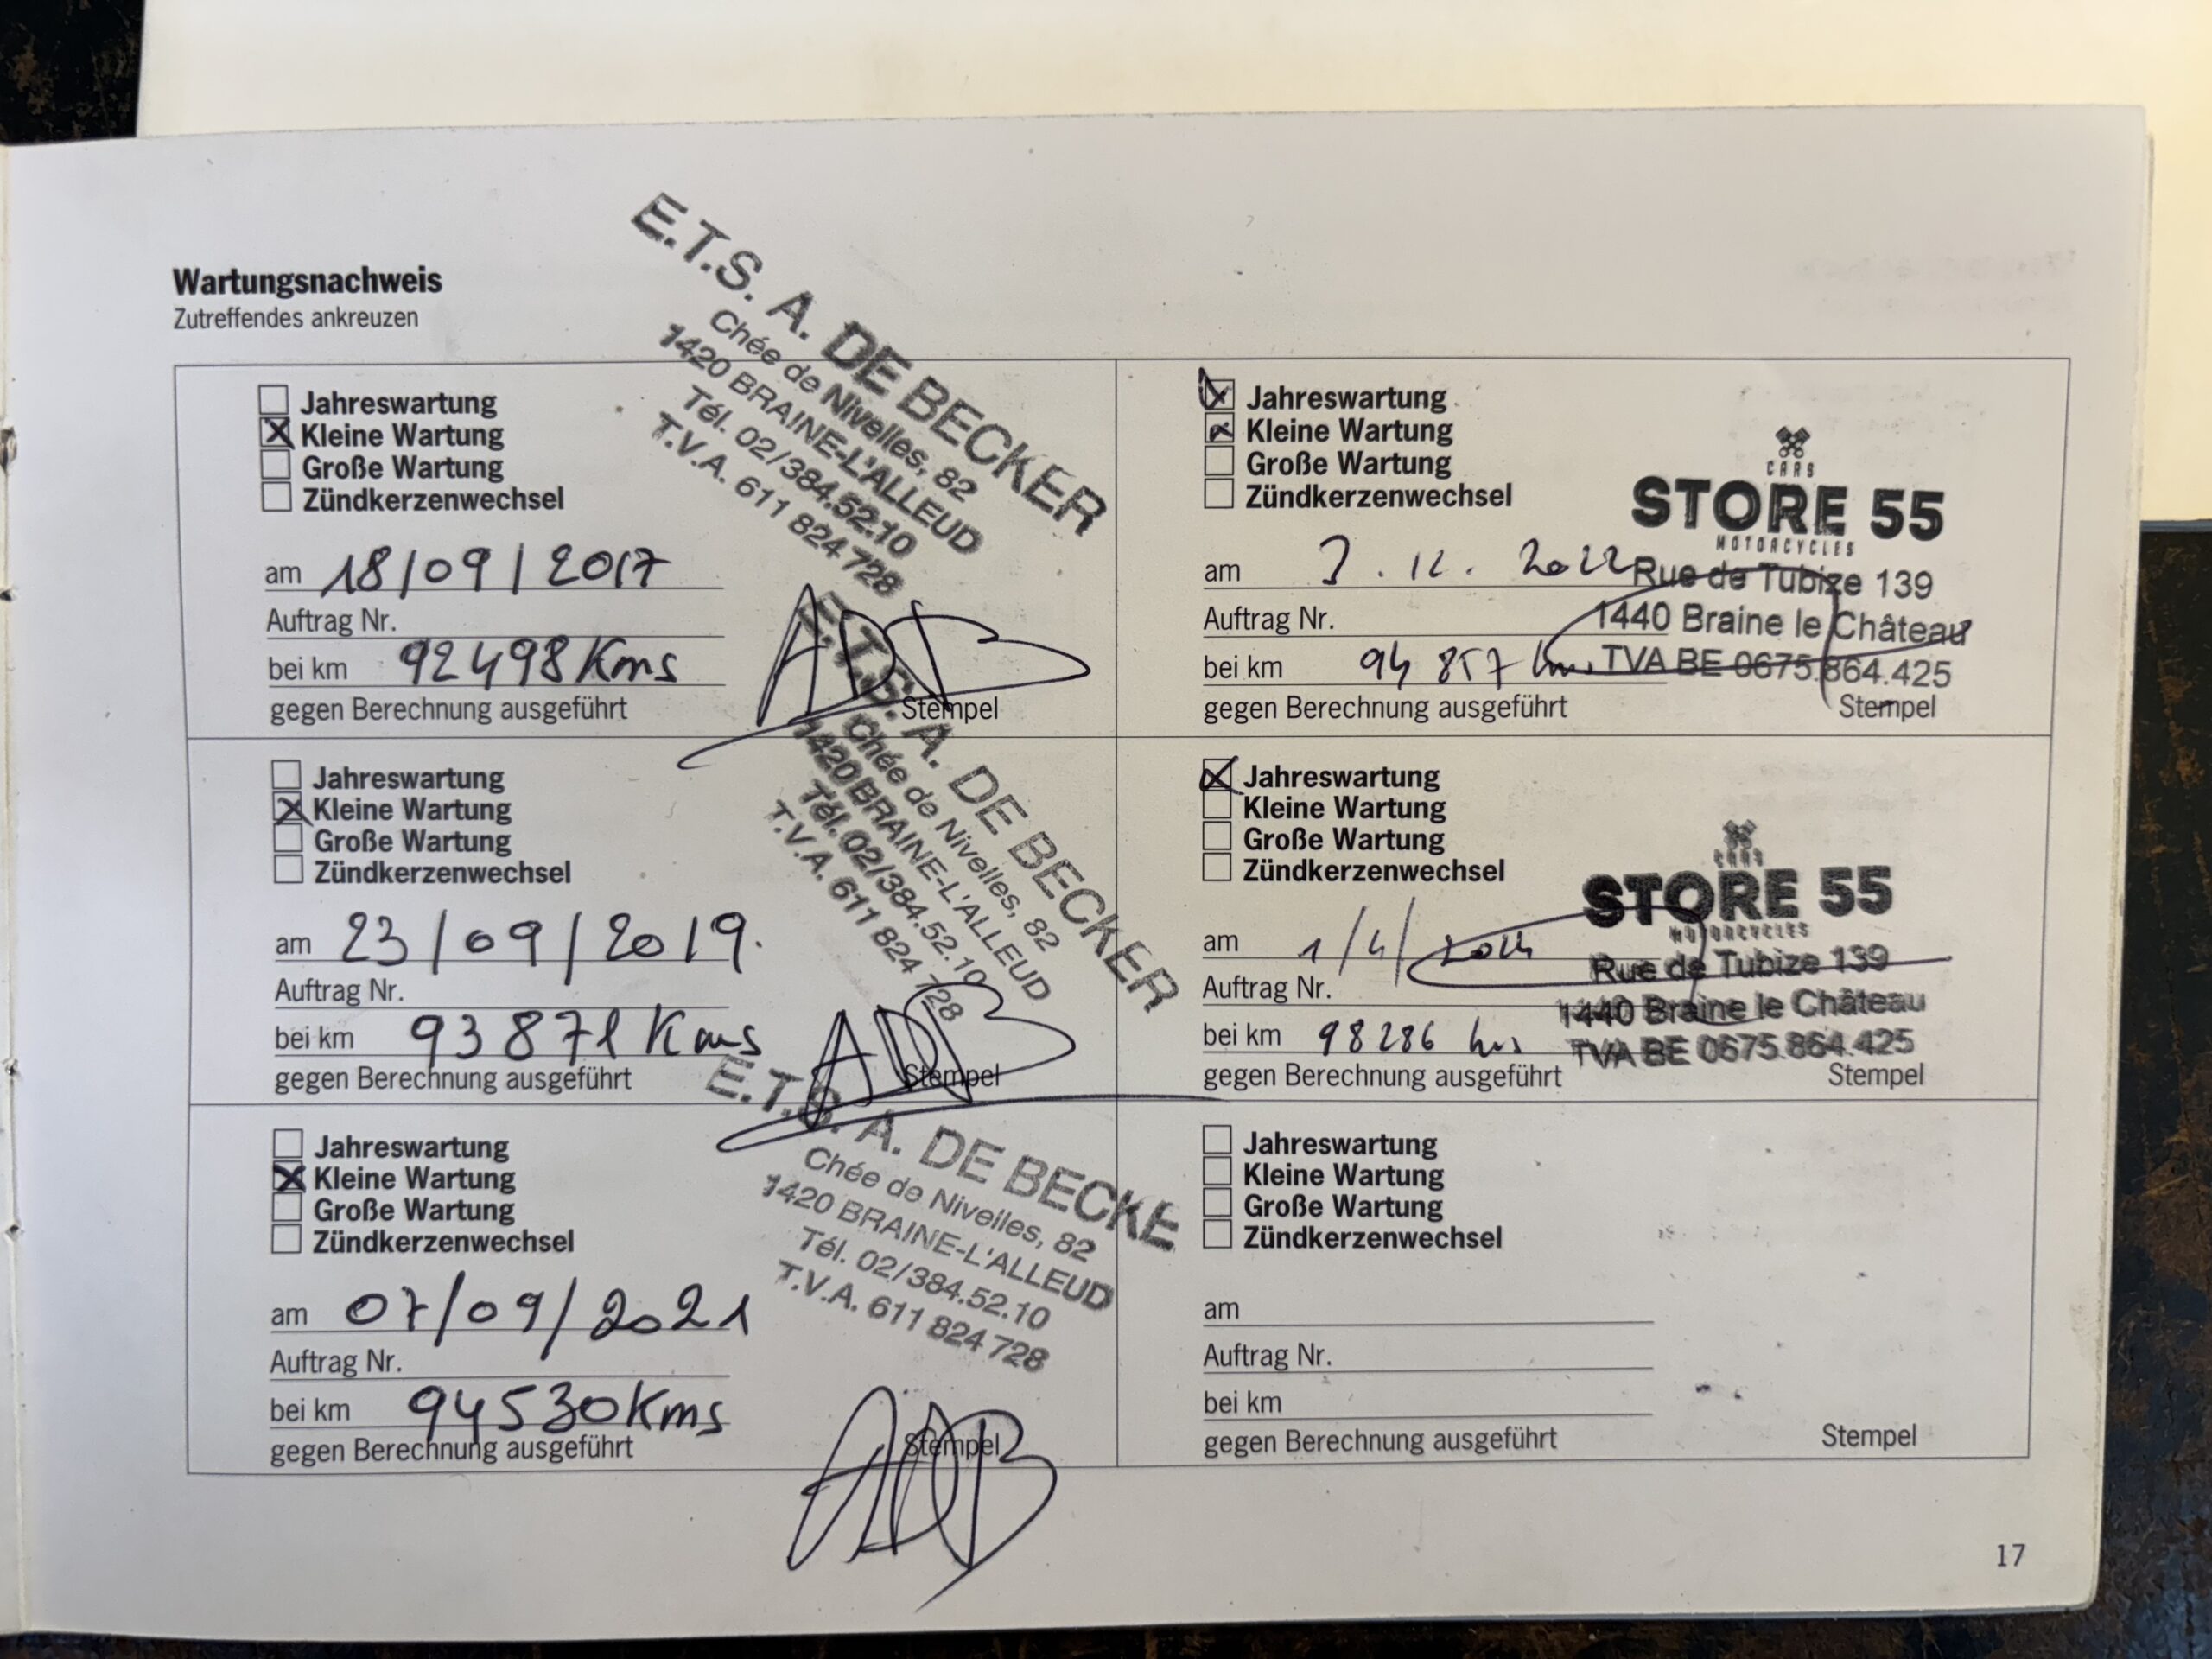 Wartungsnachweis
Zutreffendes ankreuzen
Jahreswartung
Kleine Wartung
Große Wartung
Zündkerzenwechsel
am 18/09/2017
Auftrag Nr.
bei km 92498 Kms
gegen Berechnung ausgeführt
Stempel
E.T.S. A. DE BECKER
Chée de Nivelles, 82
1420 BRAINE-L'ALLEUD
Tél. 02/384.52.10
T.V.A. 611 824 728
Jahreswartung
Kleine Wartung
Große Wartung
Zündkerzenwechsel
am 23/09/2019.
Auftrag Nr.
bei km 93871 Kms
gegen Berechnung ausgeführt
Stempel
E.T.S. A. DE BECKER
Chée de Nivelles, 82
1420 BRAINE-L'ALLEUD
Tél. 02/384.52.10
T.V.A. 611 824 728
Jahreswartung
Kleine Wartung
Große Wartung
Zündkerzenwechsel
am 07/09/2021
Auftrag Nr.
bei km 94530 Kms
gegen Berechnung ausgeführt
Stempel
E.T.S. A. DE BECKE
Chée de Nivelles, 82
1420 BRAINE-L'ALLEUD
Tél. 02/384.52.10
T.V.A. 611 824 728
Jahreswartung
Kleine Wartung
Große Wartung
Zündkerzenwechsel
am
Auftrag Nr.
bei km 94 857 kms
gegen Berechnung ausgeführt
Stempel
CARS
STORE 55
MOTORCYCLES
Rue de Tubize 139
1440 Braine le Château
TVA BE 0675.864.425
Jahreswartung
Kleine Wartung
Große Wartung
Zündkerzenwechsel
am
Auftrag Nr.
bei km 98286 kms
gegen Berechnung ausgeführt
Stempel
CARS
STORE 55
MOTORCYCLES
Rue de Tubize 139
1440 Braine le Château
TVA BE 0675.864.425
Jahreswartung
Kleine Wartung
Große Wartung
Zündkerzenwechsel
am
Auftrag Nr.
bei km
gegen Berechnung ausgeführt
Stempel
17